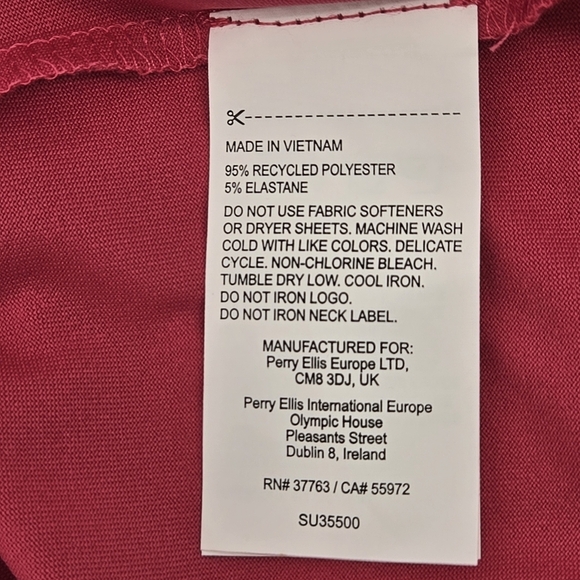 MADE IN VIETNAM
95% RECYCLED POLYESTER
5% ELASTANE
DO NOT USE FABRIC SOFTENERS
OR DRYER SHEETS. MACHINE WASH
COLD WITH LIKE COLORS. DELICATE
CYCLE. NON-CHLORINE BLEACH.
TUMBLE DRY LOW. COOL IRON.
DO NOT IRON LOGO.
DO NOT IRON NECK LABEL.
MANUFACTURED FOR:
Perry Ellis Europe LTD,
CM8 3DJ, UK
Perry Ellis International Europe
Olympic House
Pleasants Street
Dublin 8, Ireland
RN# 37763 / CA# 55972
SU35500